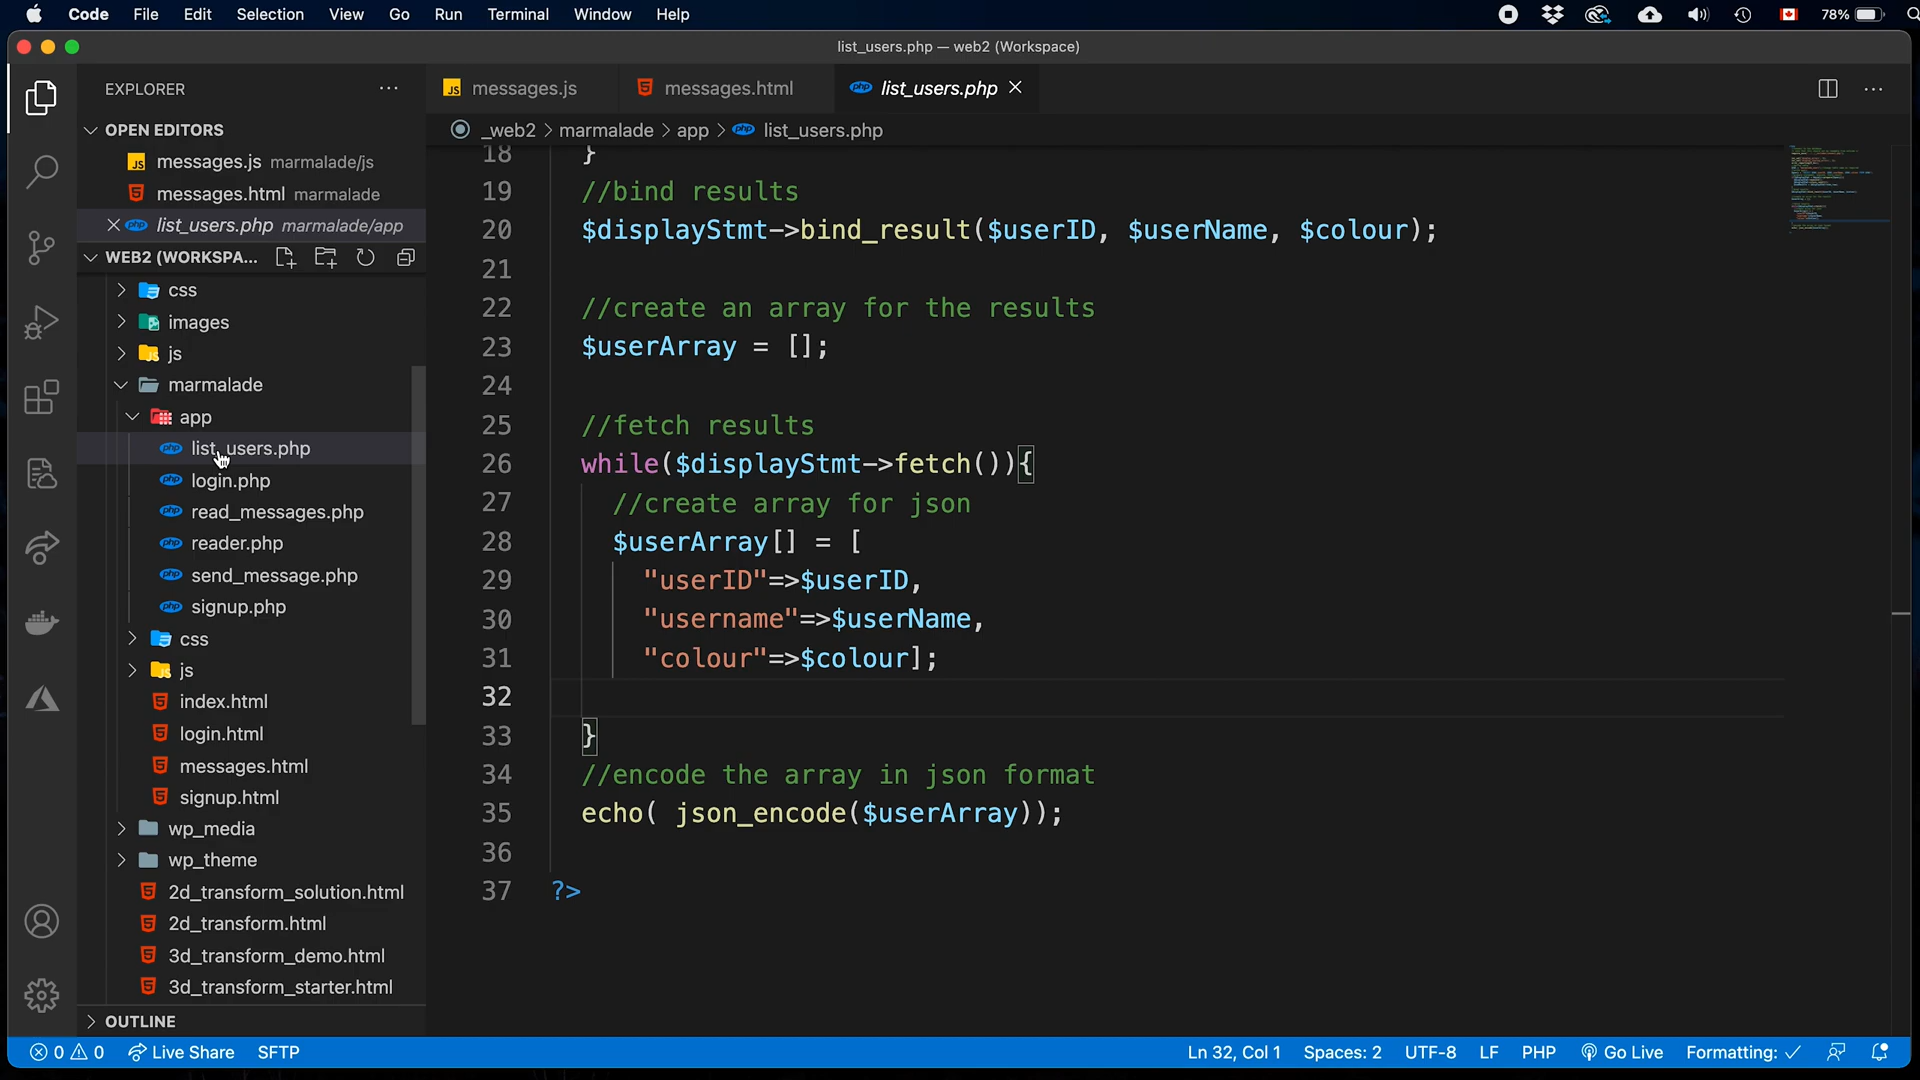 Code File Edit Selection View Go Run Terminal Window Help 78%
list_users.php — web2 (Workspace)
EXPLORER
messages.js messages.html list_users.php
OPEN EDITORS
_web2 > marmalade > app > list_users.php
messages.js marmalade/js
messages.html marmalade
list_users.php marmalade/app
WEB2 (WORKSPA...
css
images
js
marmalade
app
list_users.php
login.php
read_messages.php
reader.php
send_message.php
signup.php
css
js
index.html
login.html
messages.html
signup.html
wp_media
wp_theme
2d_transform_solution.html
2d_transform.html
3d_transform_demo.html
3d_transform_starter.html
OUTLINE
18 }
19 //bind results
20 $displayStmt->bind_result($userID, $userName, $colour);
21
22 //create an array for the results
23 $userArray = [];
24
25 //fetch results
26 while($displayStmt->fetch()){
27 //create array for json
28 $userArray[] = [
29 "userID"=>$userID,
30 "username"=>$userName,
31 "colour"=>$colour];
32
33 }
34 //encode the array in json format
35 echo( json_encode($userArray));
36
37 ?>
0 0 Live Share SFTP Ln 32, Col 1 Spaces: 2 UTF-8 LF PHP Go Live Formatting: ✓